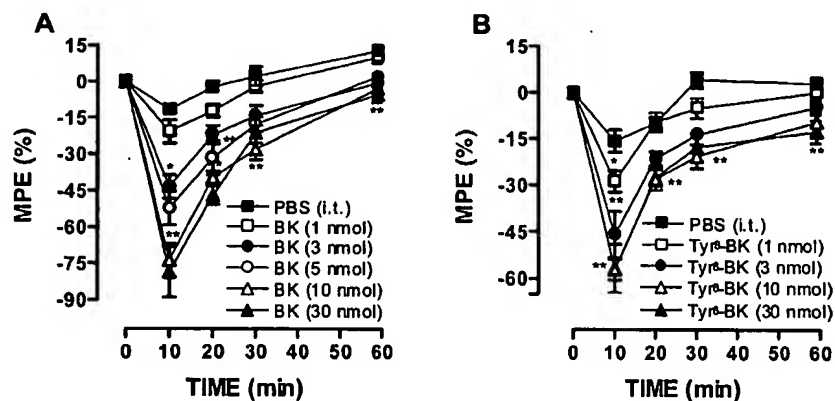 A
MPE (%)
15
0
-15
-30
-45
-60
-75
-90
*
**
**
*
**
**
PBS (i.t.)
BK (1 nmol)
BK (3 nmol)
BK (5 nmol)
BK (10 nmol)
BK (30 nmol)
0 10 20 30 40 50 60
TIME (min)
B
MPE (%)
15
0
-15
-30
-45
-60
*
**
**
**
**
**
PBS (i.t.)
Tyr⁸-BK (1 nmol)
Tyr⁸-BK (3 nmol)
Tyr⁸-BK (10 nmol)
Tyr⁸-BK (30 nmol)
0 10 20 30 40 50 60
TIME (min)